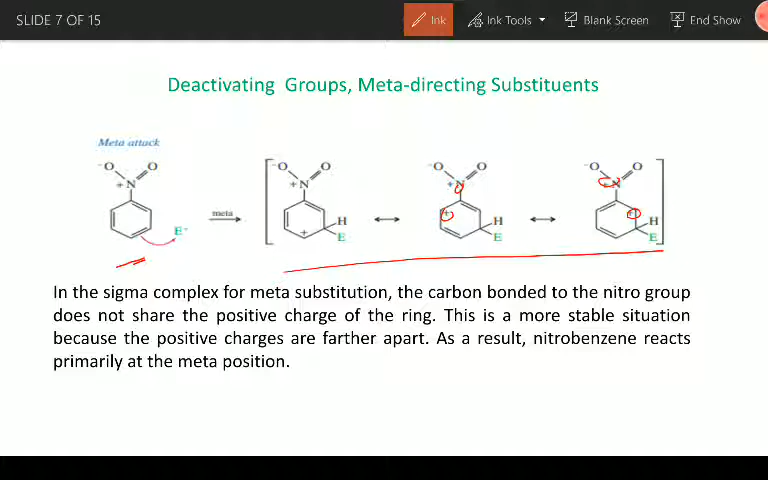 SLIDE 7 OF 15
Ink
Ink Tools
Blank Screen
End Show
Deactivating Groups, Meta-directing Substituents
Meta attack
⁻O O
+N
E⁺
meta
⁻O O
+N
H
+
E
⁻O O
+N
+
H
E
⁻O O
+N
+
H
E
In the sigma complex for meta substitution, the carbon bonded to the nitro group
does not share the positive charge of the ring. This is a more stable situation
because the positive charges are farther apart. As a result, nitrobenzene reacts
primarily at the meta position.